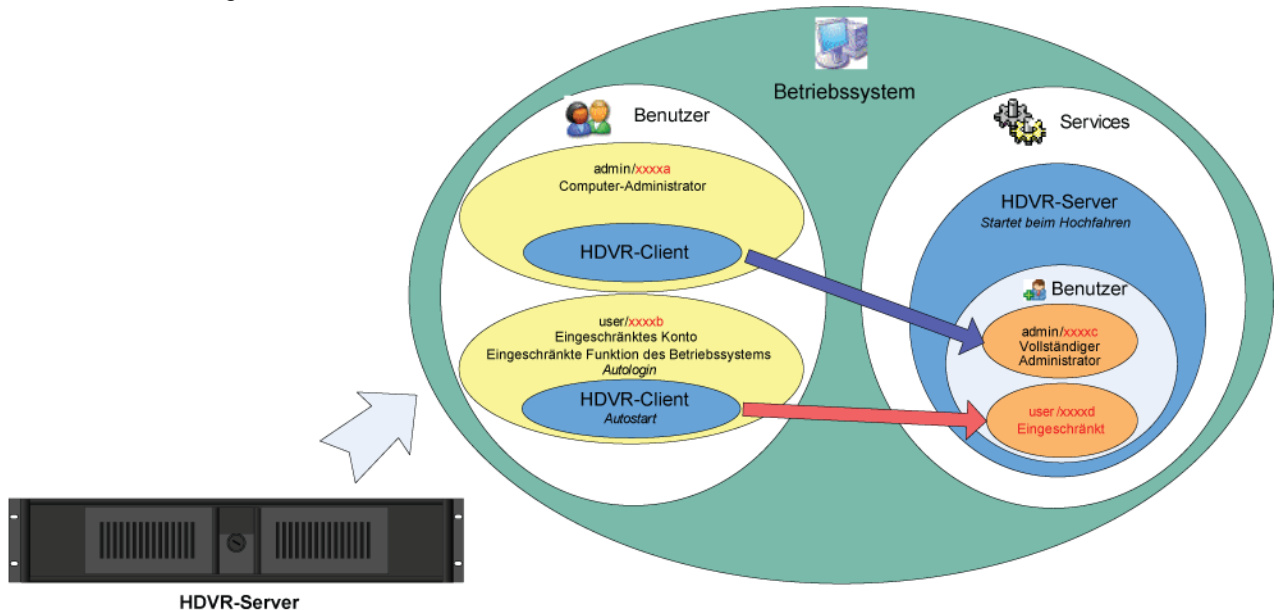 Betriebssystem
Benutzer
admin/xxxxa
Computer-Administrator
HDVR-Client
user/xxxxb
Eingeschränktes Konto
Eingeschränkte Funktion des Betriebssystems
Autologin
HDVR-Client
Autostart
Services
HDVR-Server
Startet beim Hochfahren
Benutzer
admin/xxxxc
Vollständiger
Administrator
user /xxxxd
Eingeschränkt
HDVR-Server